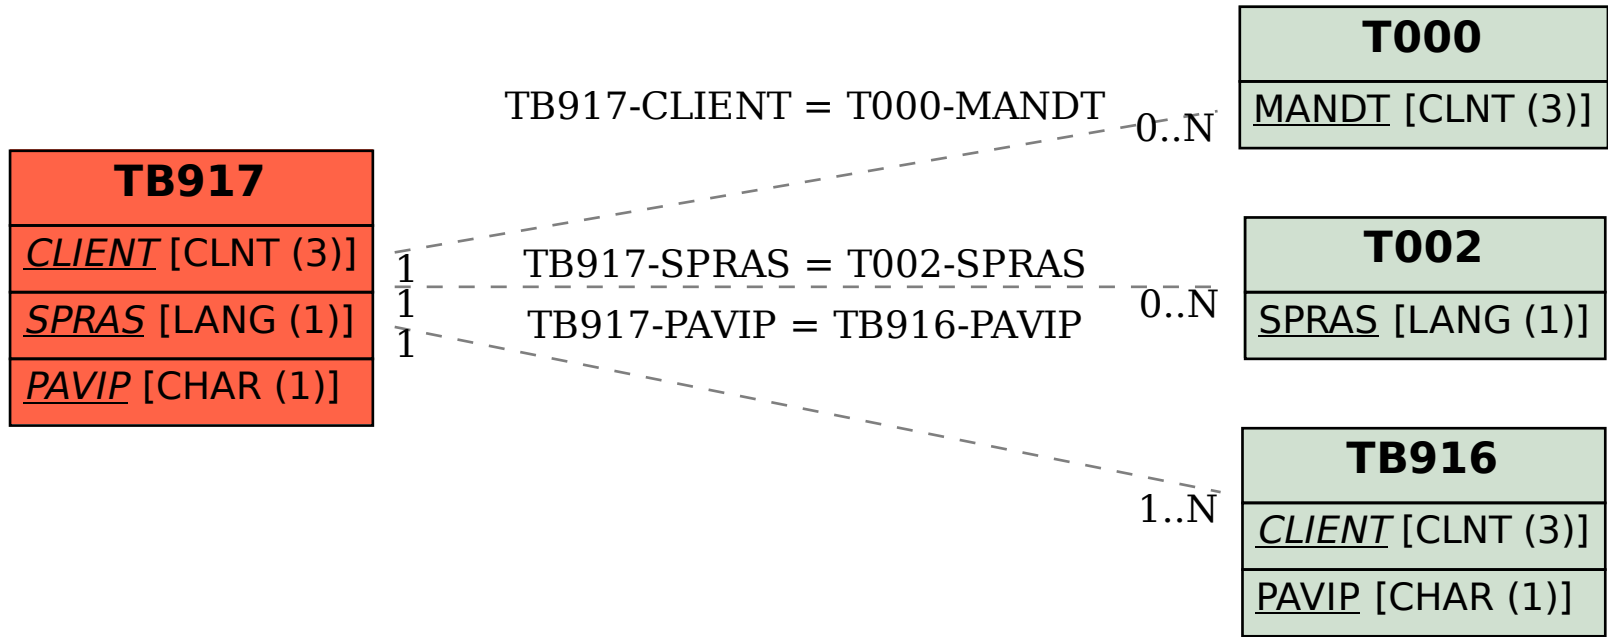 TB917
CLIENT [CLNT (3)]
SPRAS [LANG (1)]
PAVIP [CHAR (1)]
TB917-CLIENT = T000-MANDT
1
0..N
TB917-SPRAS = T002-SPRAS
1
0..N
TB917-PAVIP = TB916-PAVIP
1
1..N
T000
MANDT [CLNT (3)]
T002
SPRAS [LANG (1)]
TB916
CLIENT [CLNT (3)]
PAVIP [CHAR (1)]